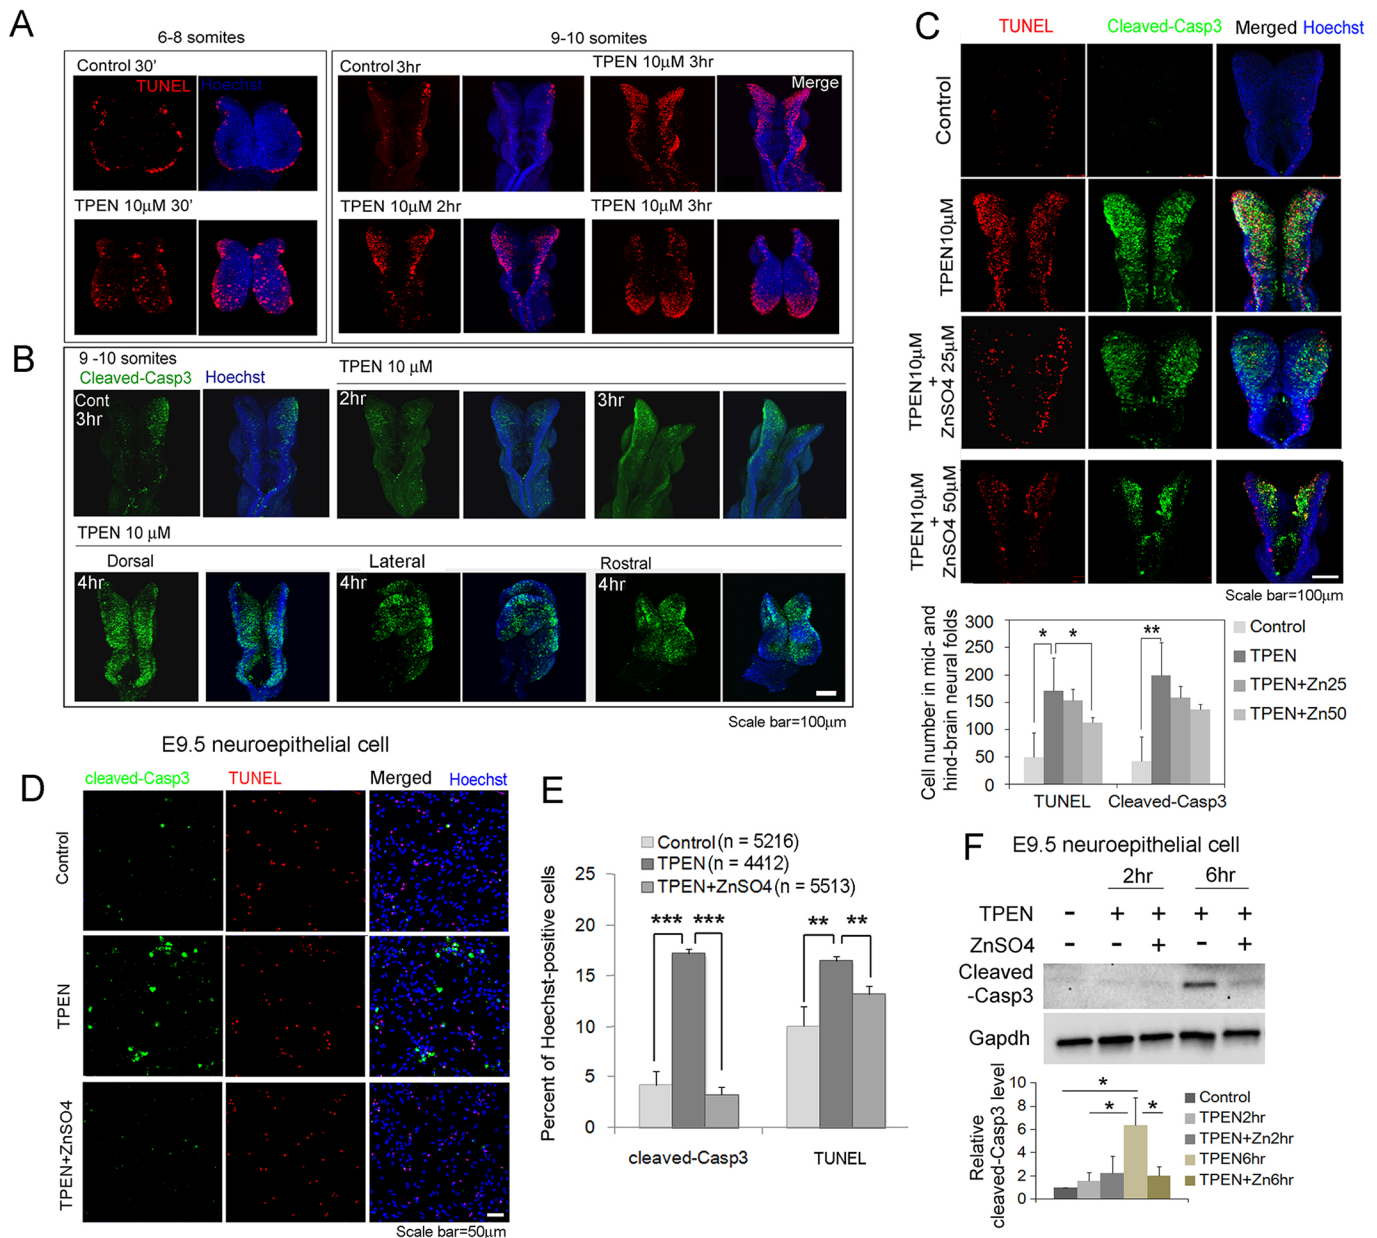 A
6-8 somites
9-10 somites
Control 30'
TUNEL
Hoechst
Control 3hr
TPEN 10µM 3hr
Merge
TPEN 10µM 30'
TPEN 10µM 2hr
TPEN 10µM 3hr
B
9 -10 somites
Cleaved-Casp3
Hoechst
TPEN 10 µM
Cont
3hr
2hr
3hr
TPEN 10 µM
Dorsal
Lateral
Rostral
4hr
4hr
4hr
Scale bar=100µm
C
TUNEL
Cleaved-Casp3
Merged Hoechst
Control
TPEN10µM
TPEN10µM
+
ZnSO4 25µM
TPEN10µM
+
ZnSO4 50µM
Scale bar=100µm
Cell number in mid- and
hind-brain neural folds
300
250
200
150
100
50
0
* * **
TUNEL
Cleaved-Casp3
Control
TPEN
TPEN+Zn25
TPEN+Zn50
E9.5 neuroepithelial cell
D
cleaved-Casp3
TUNEL
Merged
Hoechst
Control
TPEN
TPEN+ZnSO4
Scale bar=50µm
E
Control (n = 5216)
TPEN (n = 4412)
TPEN+ZnSO4 (n = 5513)
Percent of Hoechst-positive cells
25
20
15
10
5
0
*** *** ** **
cleaved-Casp3
TUNEL
F
E9.5 neuroepithelial cell
2hr
6hr
TPEN - + + + +
ZnSO4 - - + - +
Cleaved
-Casp3
Gapdh
Relative
cleaved-Casp3 level
10
8
6
4
2
0
*
* *
Control
TPEN2hr
TPEN+Zn2hr
TPEN6hr
TPEN+Zn6hr